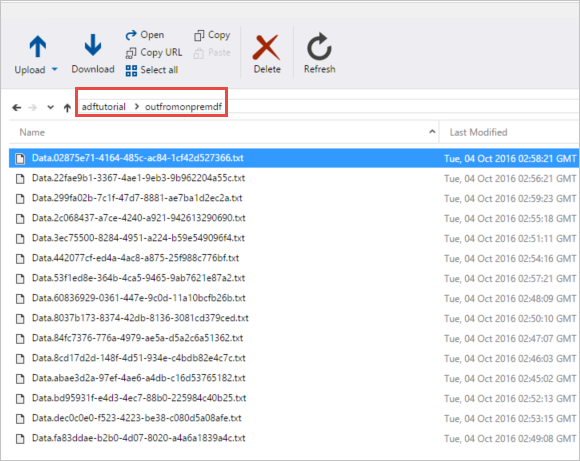 Upload Download Open Copy URL Select all Copy Paste Delete Refresh
adftutorial > outfromonpremdf
Name Last Modified
Data.02875e71-4164-485c-ac84-1cf42d527366.txt Tue, 04 Oct 2016 02:58:21 GMT
Data.22fae9b1-3367-4ae1-9eb3-9b962204a55c.txt Tue, 04 Oct 2016 02:56:21 GMT
Data.299fa02b-7c1f-47d7-8881-ae7ba1d2ec2a.txt Tue, 04 Oct 2016 02:59:23 GMT
Data.2c068437-a7ce-4240-a921-942613290690.txt Tue, 04 Oct 2016 02:55:18 GMT
Data.3ec75500-8284-4951-a224-b59e549096f4.txt Tue, 04 Oct 2016 02:51:11 GMT
Data.442077cf-ed4a-4ac8-a875-25f988c776bf.txt Tue, 04 Oct 2016 02:54:16 GMT
Data.53f1ed8e-364b-4ca5-9465-9ab7621e87a2.txt Tue, 04 Oct 2016 02:57:21 GMT
Data.60836929-0361-447e-9c0d-11a10bcfb26b.txt Tue, 04 Oct 2016 02:48:09 GMT
Data.8037b173-8374-42db-8136-3081cd379ced.txt Tue, 04 Oct 2016 02:50:10 GMT
Data.84fc7376-776a-4979-ae5a-d5a2c6a51362.txt Tue, 04 Oct 2016 02:47:07 GMT
Data.8cd17d2d-148f-4d51-934e-c4bdb82e4c7c.txt Tue, 04 Oct 2016 02:46:03 GMT
Data.abae3d2a-97ef-4ae6-a4db-c16d53765182.txt Tue, 04 Oct 2016 02:45:02 GMT
Data.bd95931f-e4d3-4ec7-88b0-225984c40b25.txt Tue, 04 Oct 2016 02:52:13 GMT
Data.dec0c0e0-f523-4223-be38-c080d5a08afe.txt Tue, 04 Oct 2016 02:53:15 GMT
Data.fa83ddae-b2b0-4d07-8020-a4a6a1839a4c.txt Tue, 04 Oct 2016 02:49:08 GMT